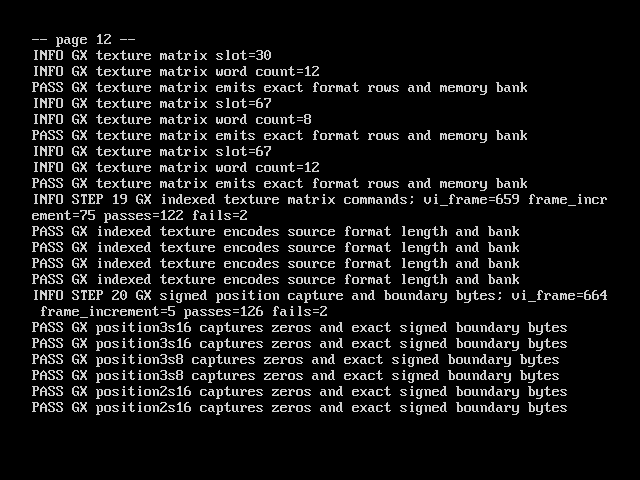 -- page 12 --
INFO GX texture matrix slot=30
INFO GX texture matrix word count=12
PASS GX texture matrix emits exact format rows and memory bank
INFO GX texture matrix slot=67
INFO GX texture matrix word count=8
PASS GX texture matrix emits exact format rows and memory bank
INFO GX texture matrix slot=67
INFO GX texture matrix word count=12
PASS GX texture matrix emits exact format rows and memory bank
INFO STEP 19 GX indexed texture matrix commands; vi_frame=659 frame_incr
ement=75 passes=122 fails=2
PASS GX indexed texture encodes source format length and bank
PASS GX indexed texture encodes source format length and bank
PASS GX indexed texture encodes source format length and bank
PASS GX indexed texture encodes source format length and bank
INFO STEP 20 GX signed position capture and boundary bytes; vi_frame=664
 frame_increment=5 passes=126 fails=2
PASS GX position3s16 captures zeros and exact signed boundary bytes
PASS GX position3s16 captures zeros and exact signed boundary bytes
PASS GX position3s8 captures zeros and exact signed boundary bytes
PASS GX position3s8 captures zeros and exact signed boundary bytes
PASS GX position2s16 captures zeros and exact signed boundary bytes
PASS GX position2s16 captures zeros and exact signed boundary bytes